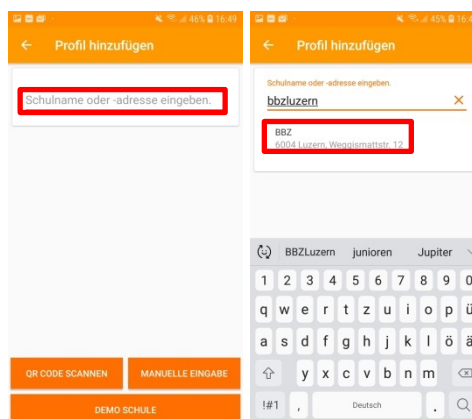 46% 16:49
Profil hinzufügen
Schulname oder -adresse eingeben.
QR CODE SCANNEN
MANUELLE EINGABE
DEMO SCHULE
45%
Profil hinzufügen
Schulname oder -adresse eingeben.
bbzluzern
BBZ
6004 Luzern, Weggismattstr. 12
BBZLuzern junioren Jupiter
1 2 3 4 5 6 7 8 9 0
q w e r t z u i o p ü
a s d f g h j k l ö ä
y x c v b n m
!#1 , Deutsch .